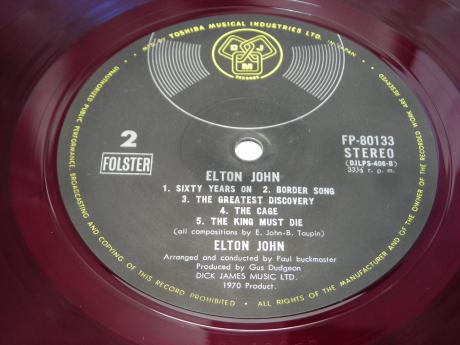 MFD. BY TOSHIBA MUSICAL INDUSTRIES LTD. IN JAPAN
DJM
RECORDS
2
FOLSTER
FP-80133
STEREO
(DJLPS-406-B)
33⅓ r. p. m.
ELTON JOHN
1. SIXTY YEARS ON 2. BORDER SONG
3. THE GREATEST DISCOVERY
4. THE CAGE
5. THE KING MUST DIE
(all compositions by E. John-B. Taupin)
ELTON JOHN
Arranged and conducted by Paul buckmaster
Produced by Gus Dudgeon
DICK JAMES MUSIC LTD.
1970 Product.
• UNAUTHORIZED PUBLIC PERFORMANCE, BROADCASTING AND COPYING OF THIS RECORD PROHIBITED • ALL RIGHTS OF THE MANUFACTURER AND OF THE OWNER OF THE RECORDED WORK ARE RESERVED •